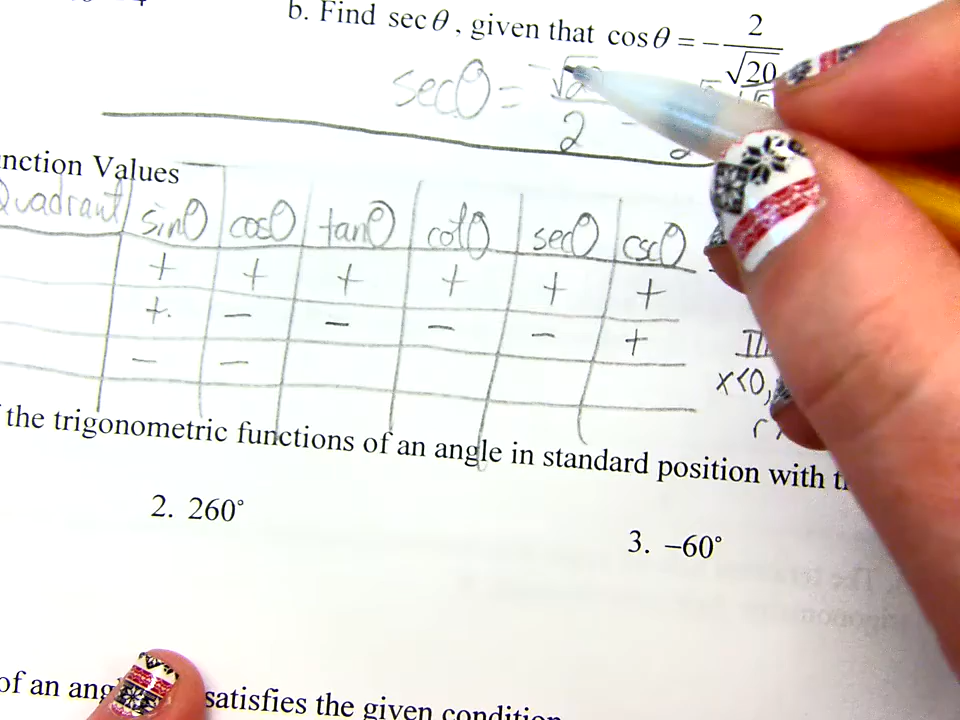 b. Find sec θ, given that cos θ = − 2/√20
sec θ = −√20/2
nction Values
Quadrant sin θ cos θ tan θ cot θ sec θ csc θ
+ + + + + +
+. − − − − +
− −
III
x<0,
r
the trigonometric functions of an angle in standard position with t
2. 260°
3. −60°
of an ang satisfies the given condition